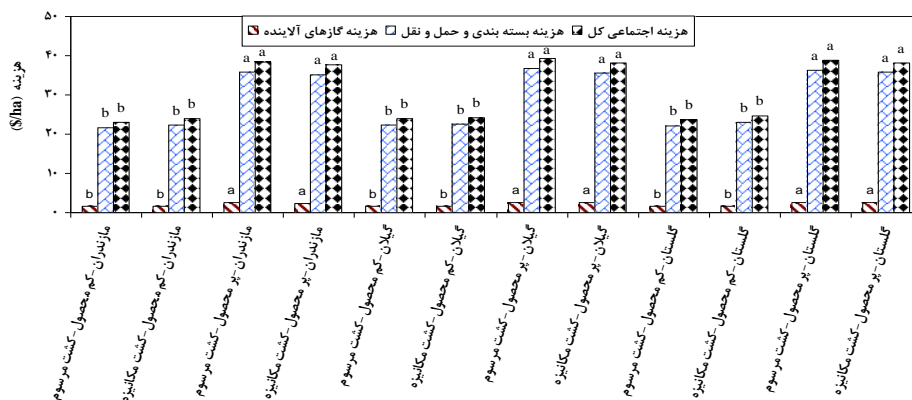 ۵۰
۴۰
۳۰
۲۰
۱۰
۰
هزینه (ha/$)
هزینه گازهای آلاینده هزینه بسته بندی و حمل و نقل هزینه اجتماعی کل
b b b
b b b
a a a
a a a
b b b
b b b
a a a
a a a
b b b
b b b
a a a
a a a
مازندران-کم محصول-کشت مرسوم
مازندران-کم محصول-کشت مکانیزه
مازندران-پر محصول-کشت مرسوم
مازندران-پر محصول-کشت مکانیزه
گیلان-کم محصول-کشت مرسوم
گیلان-کم محصول-کشت مکانیزه
گیلان-پر محصول-کشت مرسوم
گیلان-پر محصول-کشت مکانیزه
گلستان-کم محصول-کشت مرسوم
گلستان-کم محصول-کشت مکانیزه
گلستان-پر محصول-کشت مرسوم
گلستان-پر محصول-کشت مکانیزه